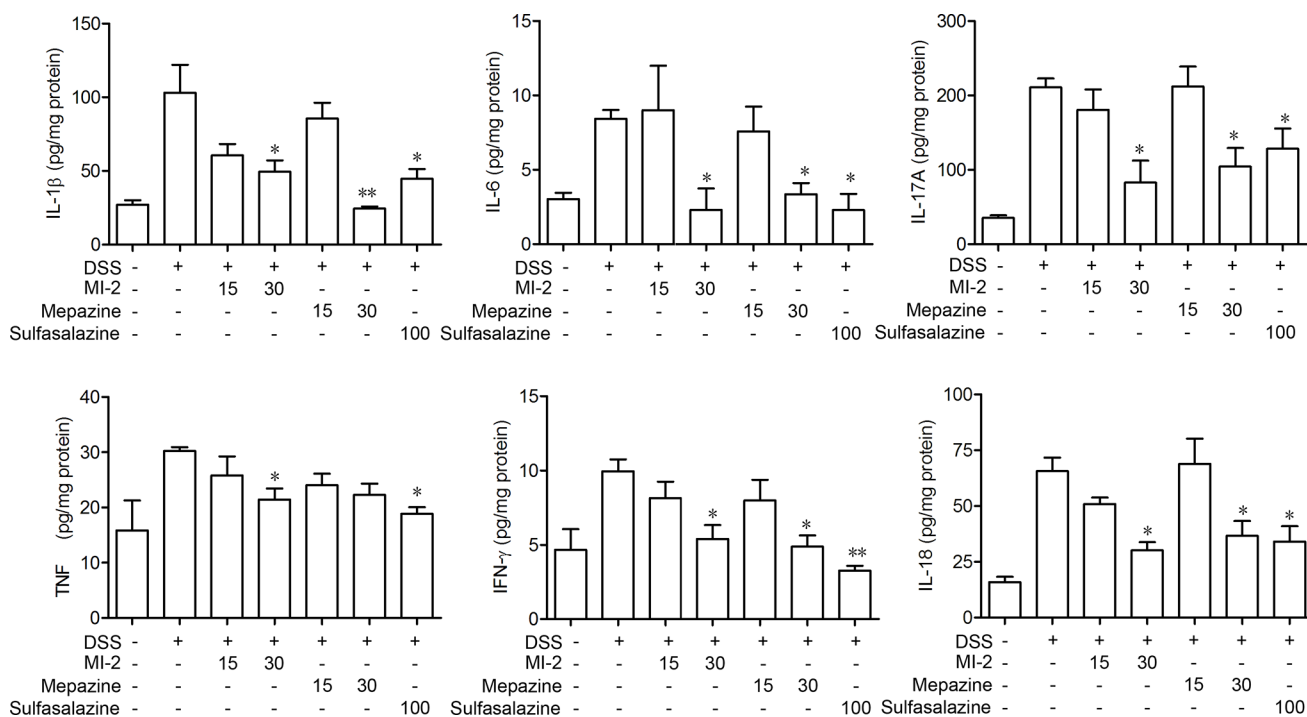 150
100
50
0
IL-1β (pg/mg protein)
*
**
*
DSS - + + + + + +
MI-2 - - 15 30 - - -
Mepazine - - - - 15 30 -
Sulfasalazine - - - - - - 100
15
10
5
0
IL-6 (pg/mg protein)
*
*
*
DSS - + + + + + +
MI-2 - - 15 30 - - -
Mepazine - - - - 15 30 -
Sulfasalazine - - - - - - 100
300
200
100
0
IL-17A (pg/mg protein)
*
*
*
DSS - + + + + + +
MI-2 - - 15 30 - - -
Mepazine - - - - 15 30 -
Sulfasalazine - - - - - - 100
40
30
20
10
0
TNF (pg/mg protein)
*
*
DSS - + + + + + +
MI-2 - - 15 30 - - -
Mepazine - - - - 15 30 -
Sulfasalazine - - - - - - 100
15
10
5
0
IFN-γ (pg/mg protein)
*
*
**
DSS - + + + + + +
MI-2 - - 15 30 - - -
Mepazine - - - - 15 30 -
Sulfasalazine - - - - - - 100
100
75
50
25
0
IL-18 (pg/mg protein)
*
*
*
DSS - + + + + + +
MI-2 - - 15 30 - - -
Mepazine - - - - 15 30 -
Sulfasalazine - - - - - - 100